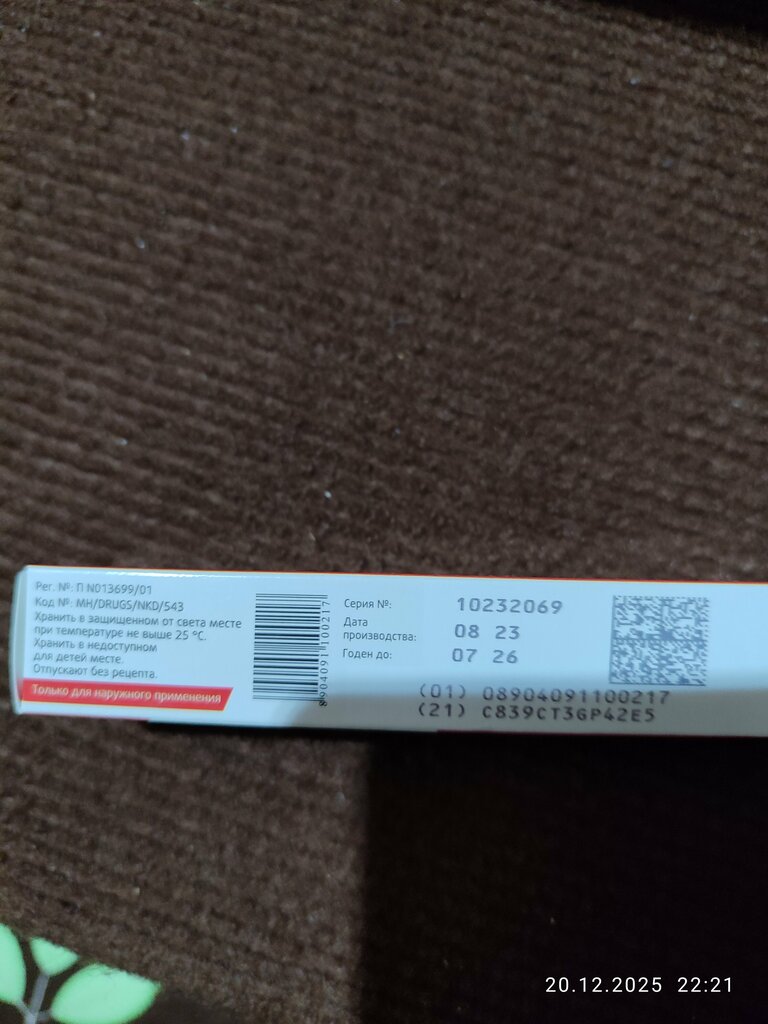 Рег. №: П N013699/01
Код №: MH/DRUGS/NKD/543
Хранить в защищенном от света месте
при температуре не выше 25 °C.
Хранить в недоступном
для детей месте.
Отпускают без рецепта.
Только для наружного применения
8904091100217
Серия №: 10232069
Дата
производства: 08 23
Годен до: 07 26
(01) 08904091100217
(21) C839CT3GP42E5
20.12.2025 22:21